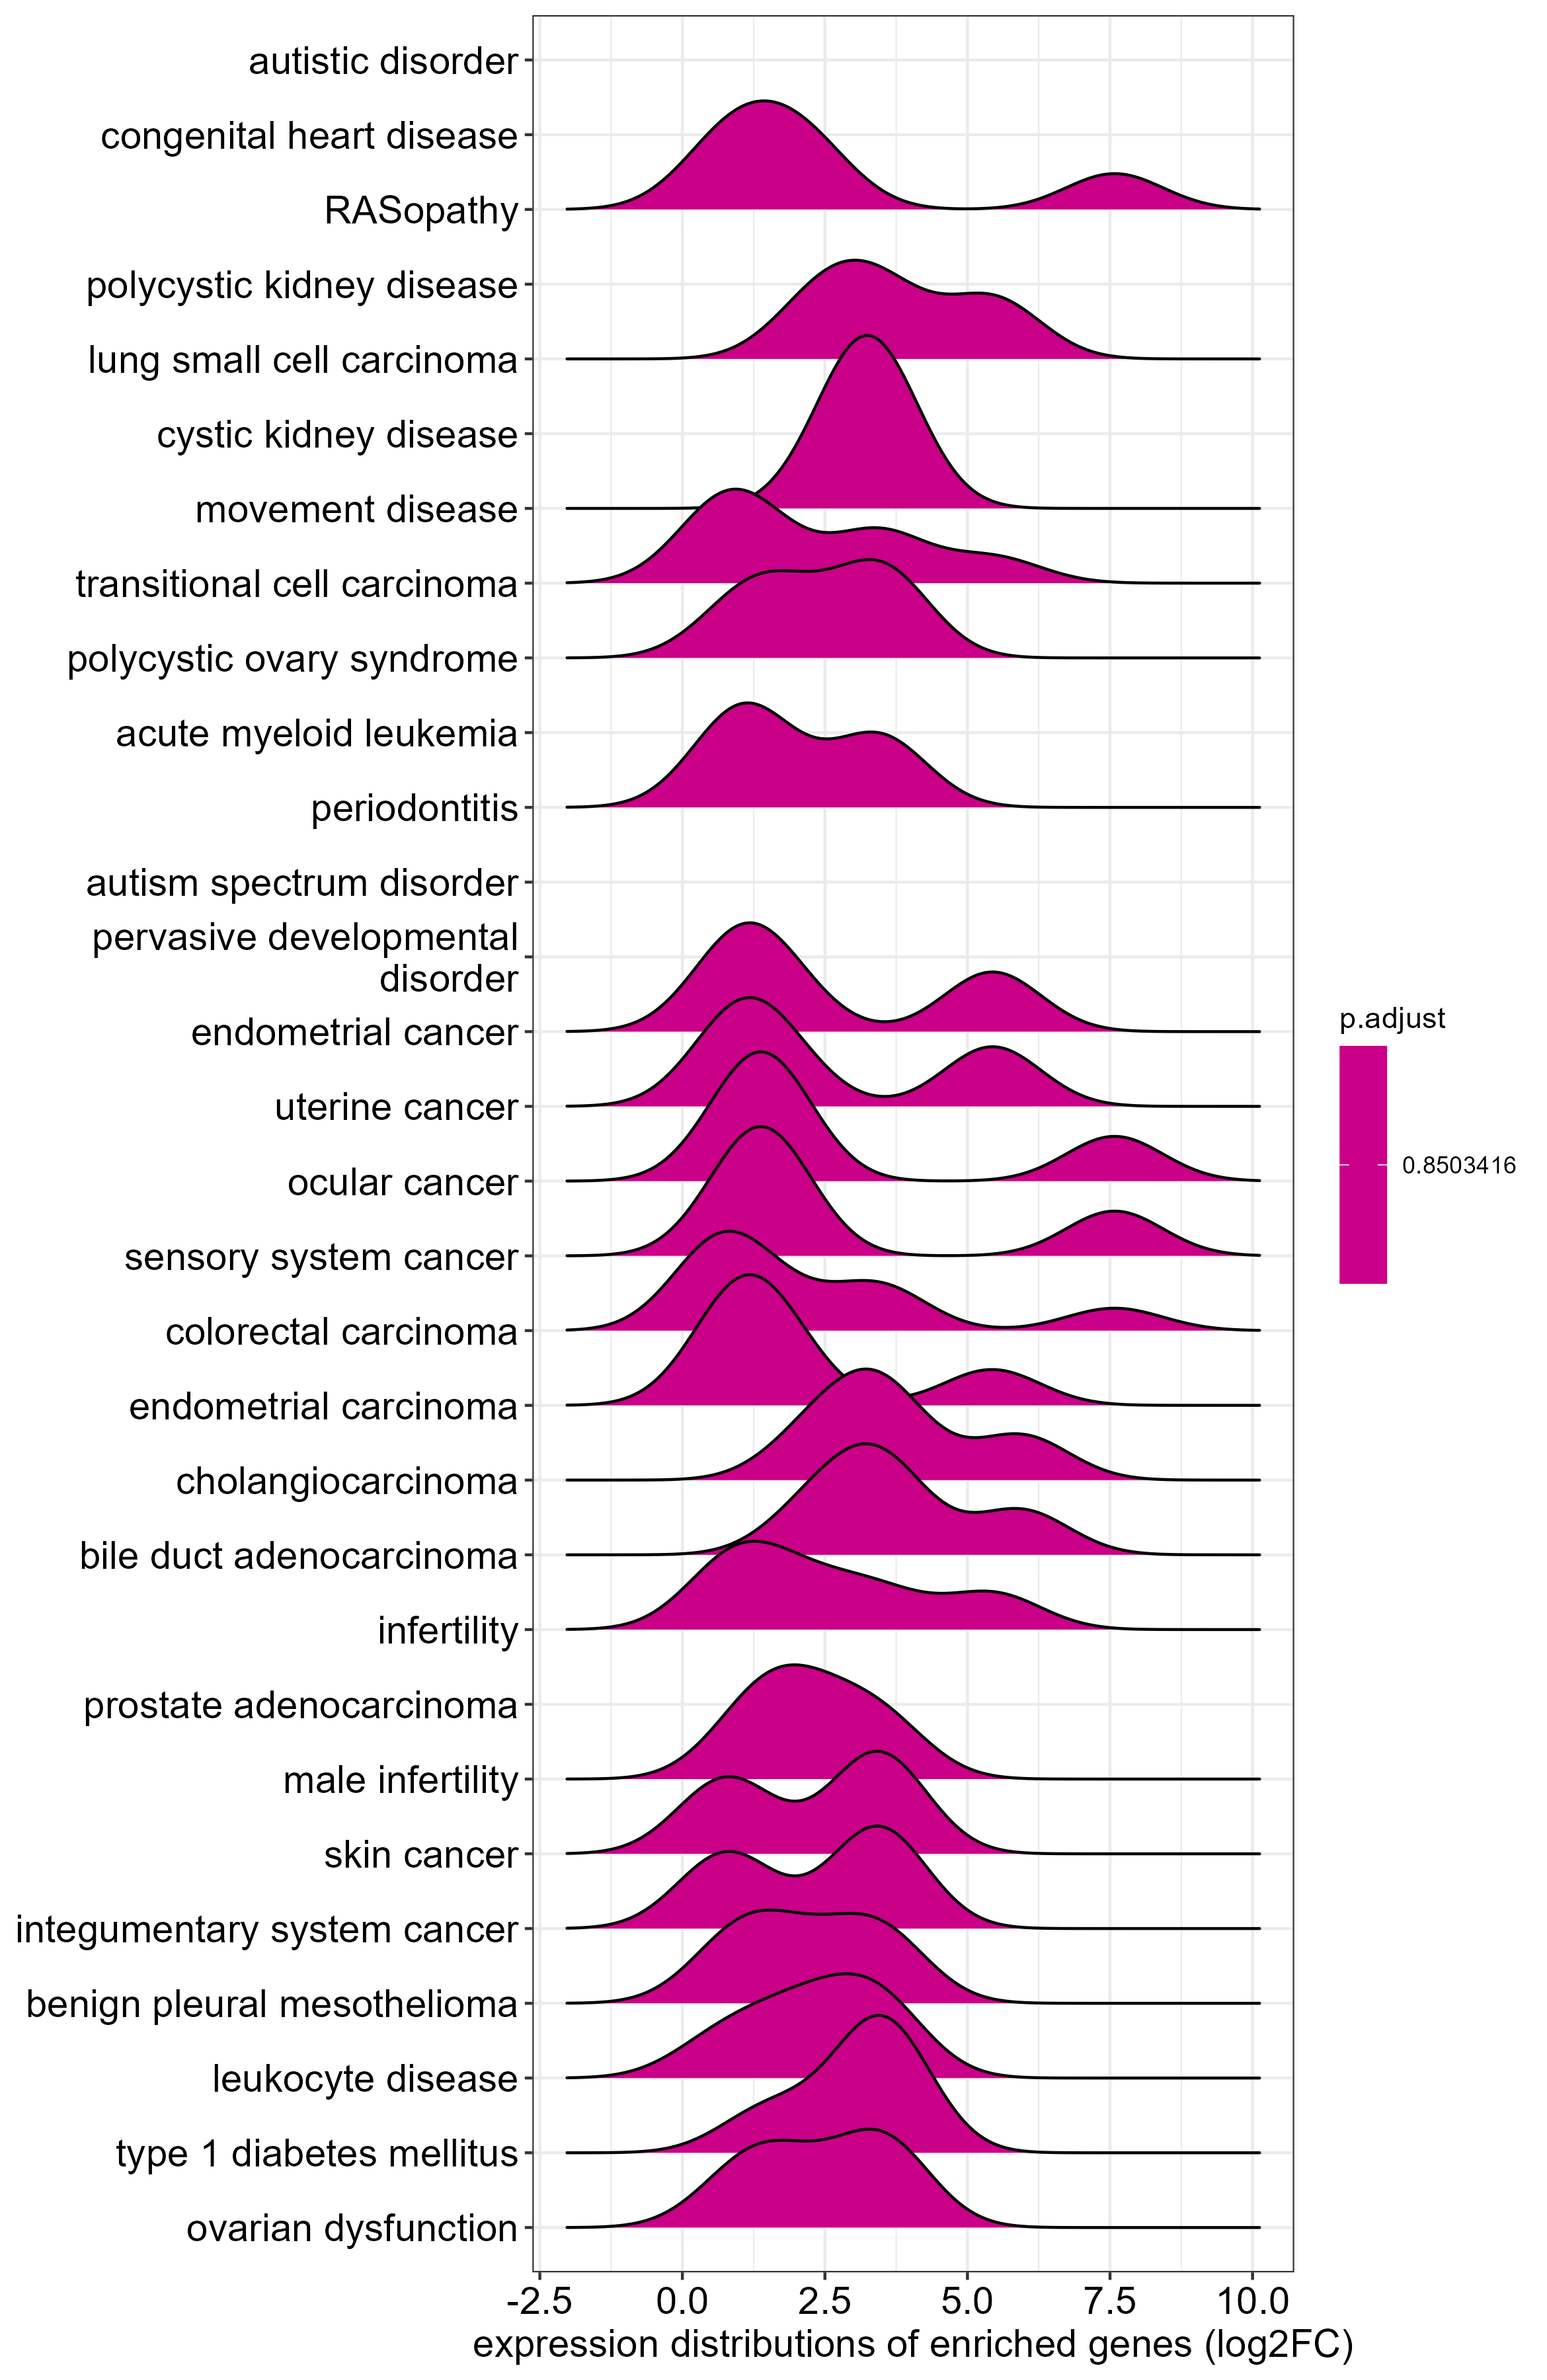 autistic disorder
congenital heart disease
RASopathy
polycystic kidney disease
lung small cell carcinoma
cystic kidney disease
movement disease
transitional cell carcinoma
polycystic ovary syndrome
acute myeloid leukemia
periodontitis
autism spectrum disorder
pervasive developmental
disorder
endometrial cancer
uterine cancer
ocular cancer
sensory system cancer
colorectal carcinoma
endometrial carcinoma
cholangiocarcinoma
bile duct adenocarcinoma
infertility
prostate adenocarcinoma
male infertility
skin cancer
integumentary system cancer
benign pleural mesothelioma
leukocyte disease
type 1 diabetes mellitus
ovarian dysfunction
-2.5 0.0 2.5 5.0 7.5 10.0
expression distributions of enriched genes (log2FC)
p.adjust
0.8503416